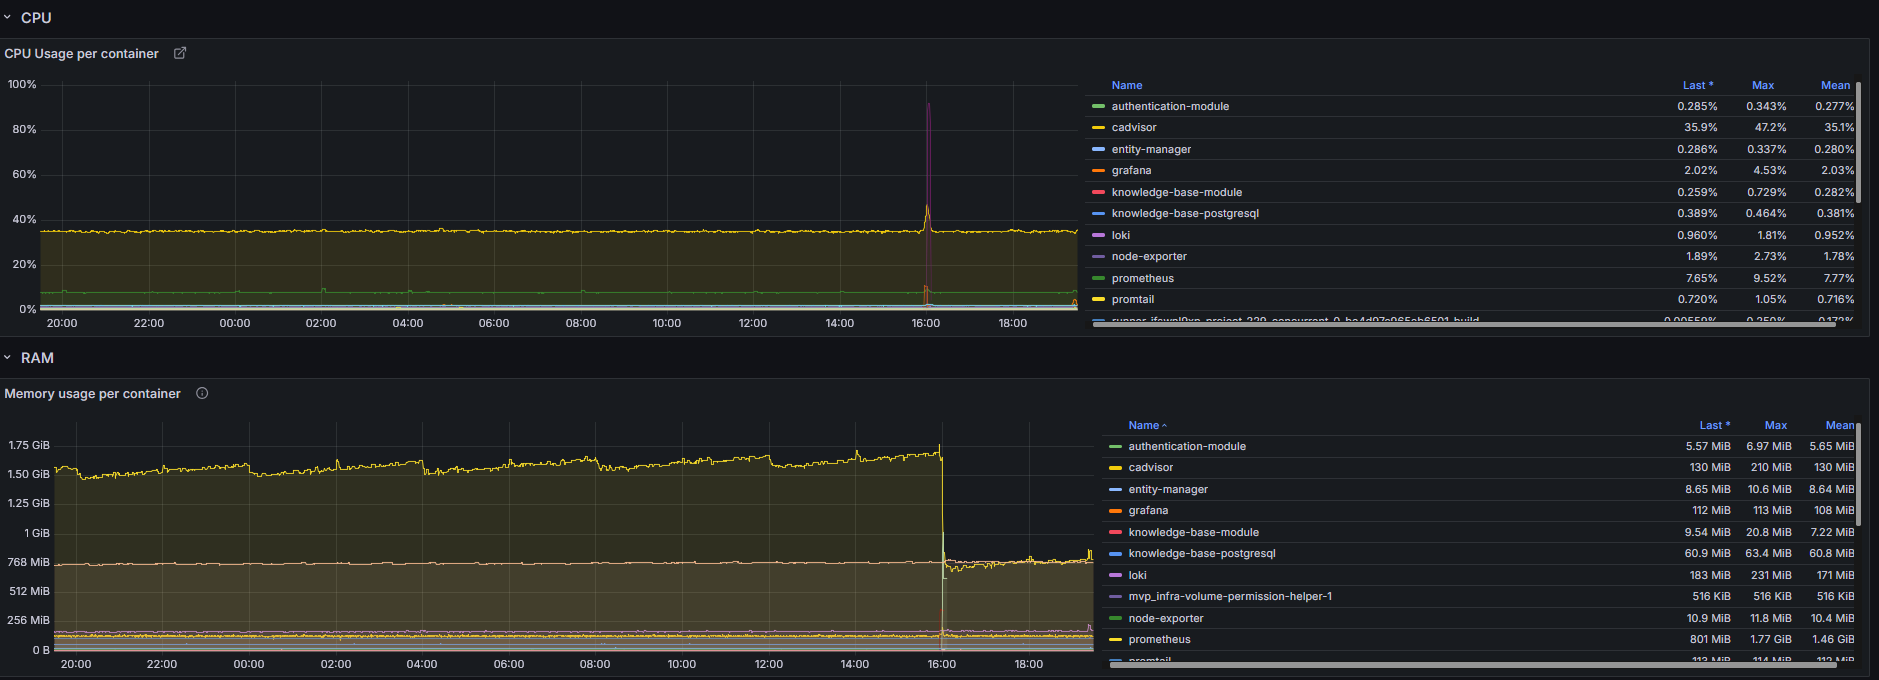 CPU
CPU Usage per container
100%
80%
60%
40%
20%
0%
20:00 22:00 00:00 02:00 04:00 06:00 08:00 10:00 12:00 14:00 16:00 18:00
Name Last * Max Mean
authentication-module 0.285% 0.343% 0.277%
cadvisor 35.9% 47.2% 35.1%
entity-manager 0.286% 0.337% 0.280%
grafana 2.02% 4.53% 2.03%
knowledge-base-module 0.259% 0.729% 0.282%
knowledge-base-postgresql 0.389% 0.464% 0.381%
loki 0.960% 1.81% 0.952%
node-exporter 1.89% 2.73% 1.78%
prometheus 7.65% 9.52% 7.77%
promtail 0.720% 1.05% 0.716%
RAM
Memory usage per container
1.75 GiB
1.50 GiB
1.25 GiB
1 GiB
768 MiB
512 MiB
256 MiB
0 B
20:00 22:00 00:00 02:00 04:00 06:00 08:00 10:00 12:00 14:00 16:00 18:00
Name Last * Max Mean
authentication-module 5.57 MiB 6.97 MiB 5.65 MiB
cadvisor 130 MiB 210 MiB 130 MiB
entity-manager 8.65 MiB 10.6 MiB 8.64 MiB
grafana 112 MiB 113 MiB 108 MiB
knowledge-base-module 9.54 MiB 20.8 MiB 7.22 MiB
knowledge-base-postgresql 60.9 MiB 63.4 MiB 60.8 MiB
loki 183 MiB 231 MiB 171 MiB
mvp_infra-volume-permission-helper-1 516 KiB 516 KiB 516 KiB
node-exporter 10.9 MiB 11.8 MiB 10.4 MiB
prometheus 801 MiB 1.77 GiB 1.46 GiB
promtail 113 MiB 114 MiB 112 MiB